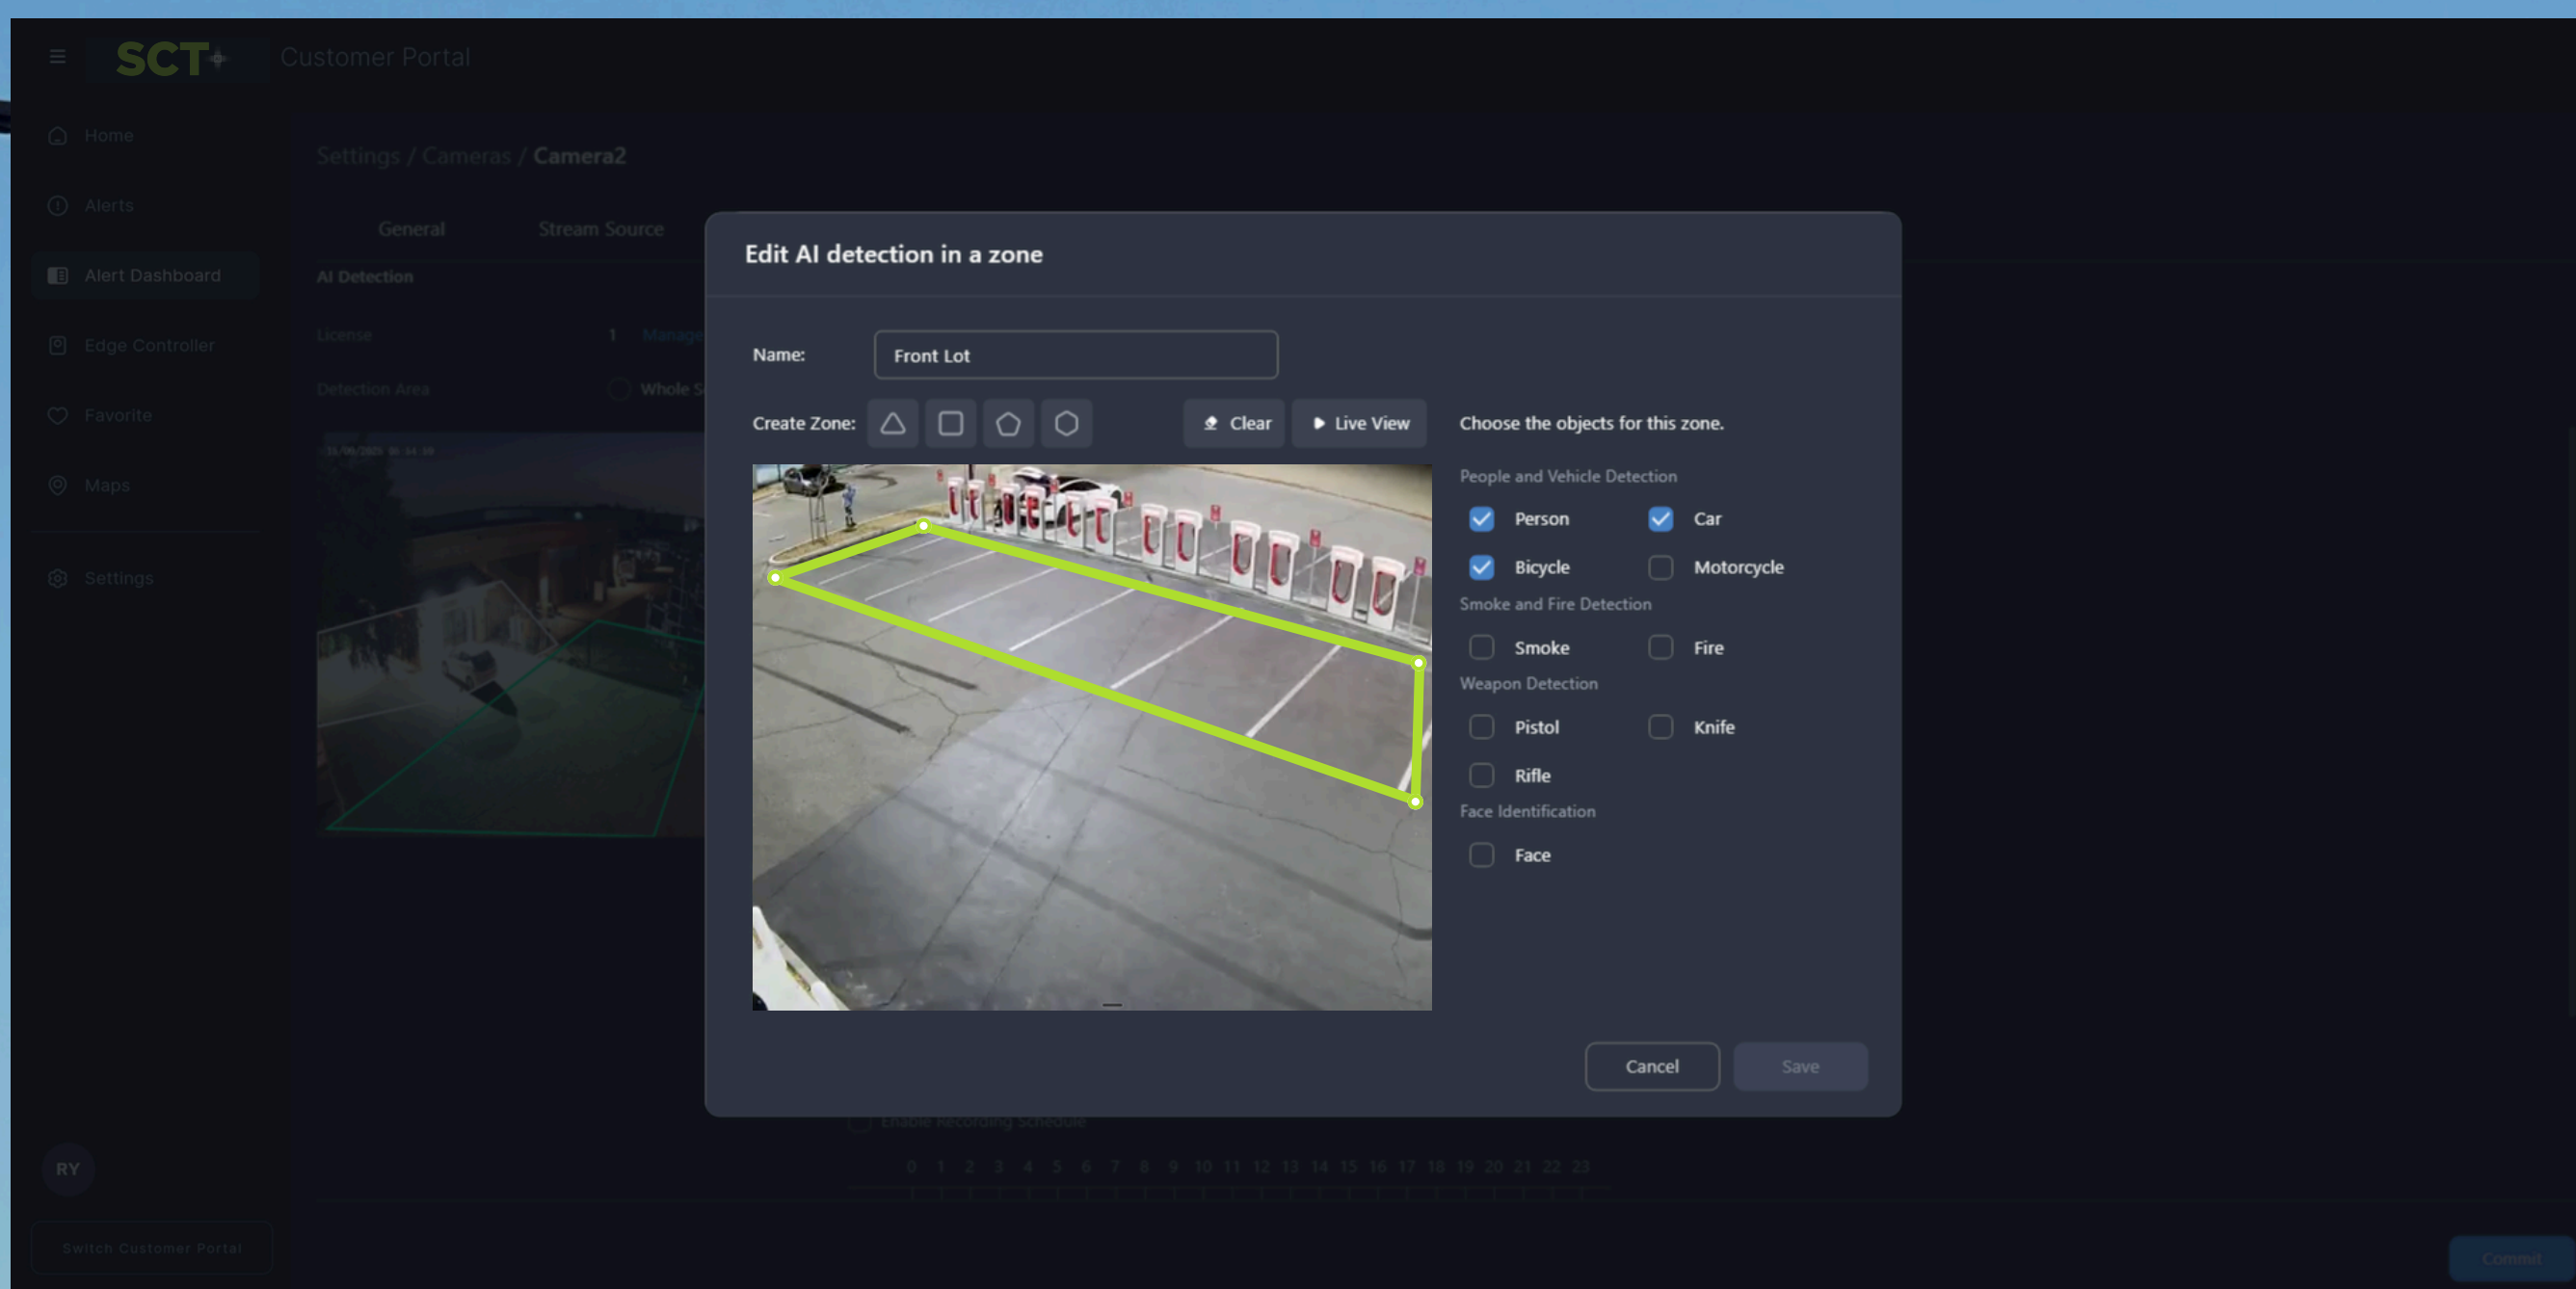 SCT
Customer Portal
Home
Alerts
Alert Dashboard
Edge Controller
Favorite
Maps
Settings
RY
Switch Customer Portal
Settings / Cameras / Camera2
General
Stream Source
AI Detection
License 1 Manage
Detection Area Whole S
Edit AI detection in a zone
Name: Front Lot
Create Zone: Clear Live View
Choose the objects for this zone.
People and Vehicle Detection
Person Car
Bicycle Motorcycle
Smoke and Fire Detection
Smoke Fire
Weapon Detection
Pistol Knife
Rifle
Face Identification
Face
Cancel Save
Enable Recording Schedule
0 1 2 3 4 5 6 7 8 9 10 11 12 13 14 15 16 17 18 19 20 21 22 23
Commit